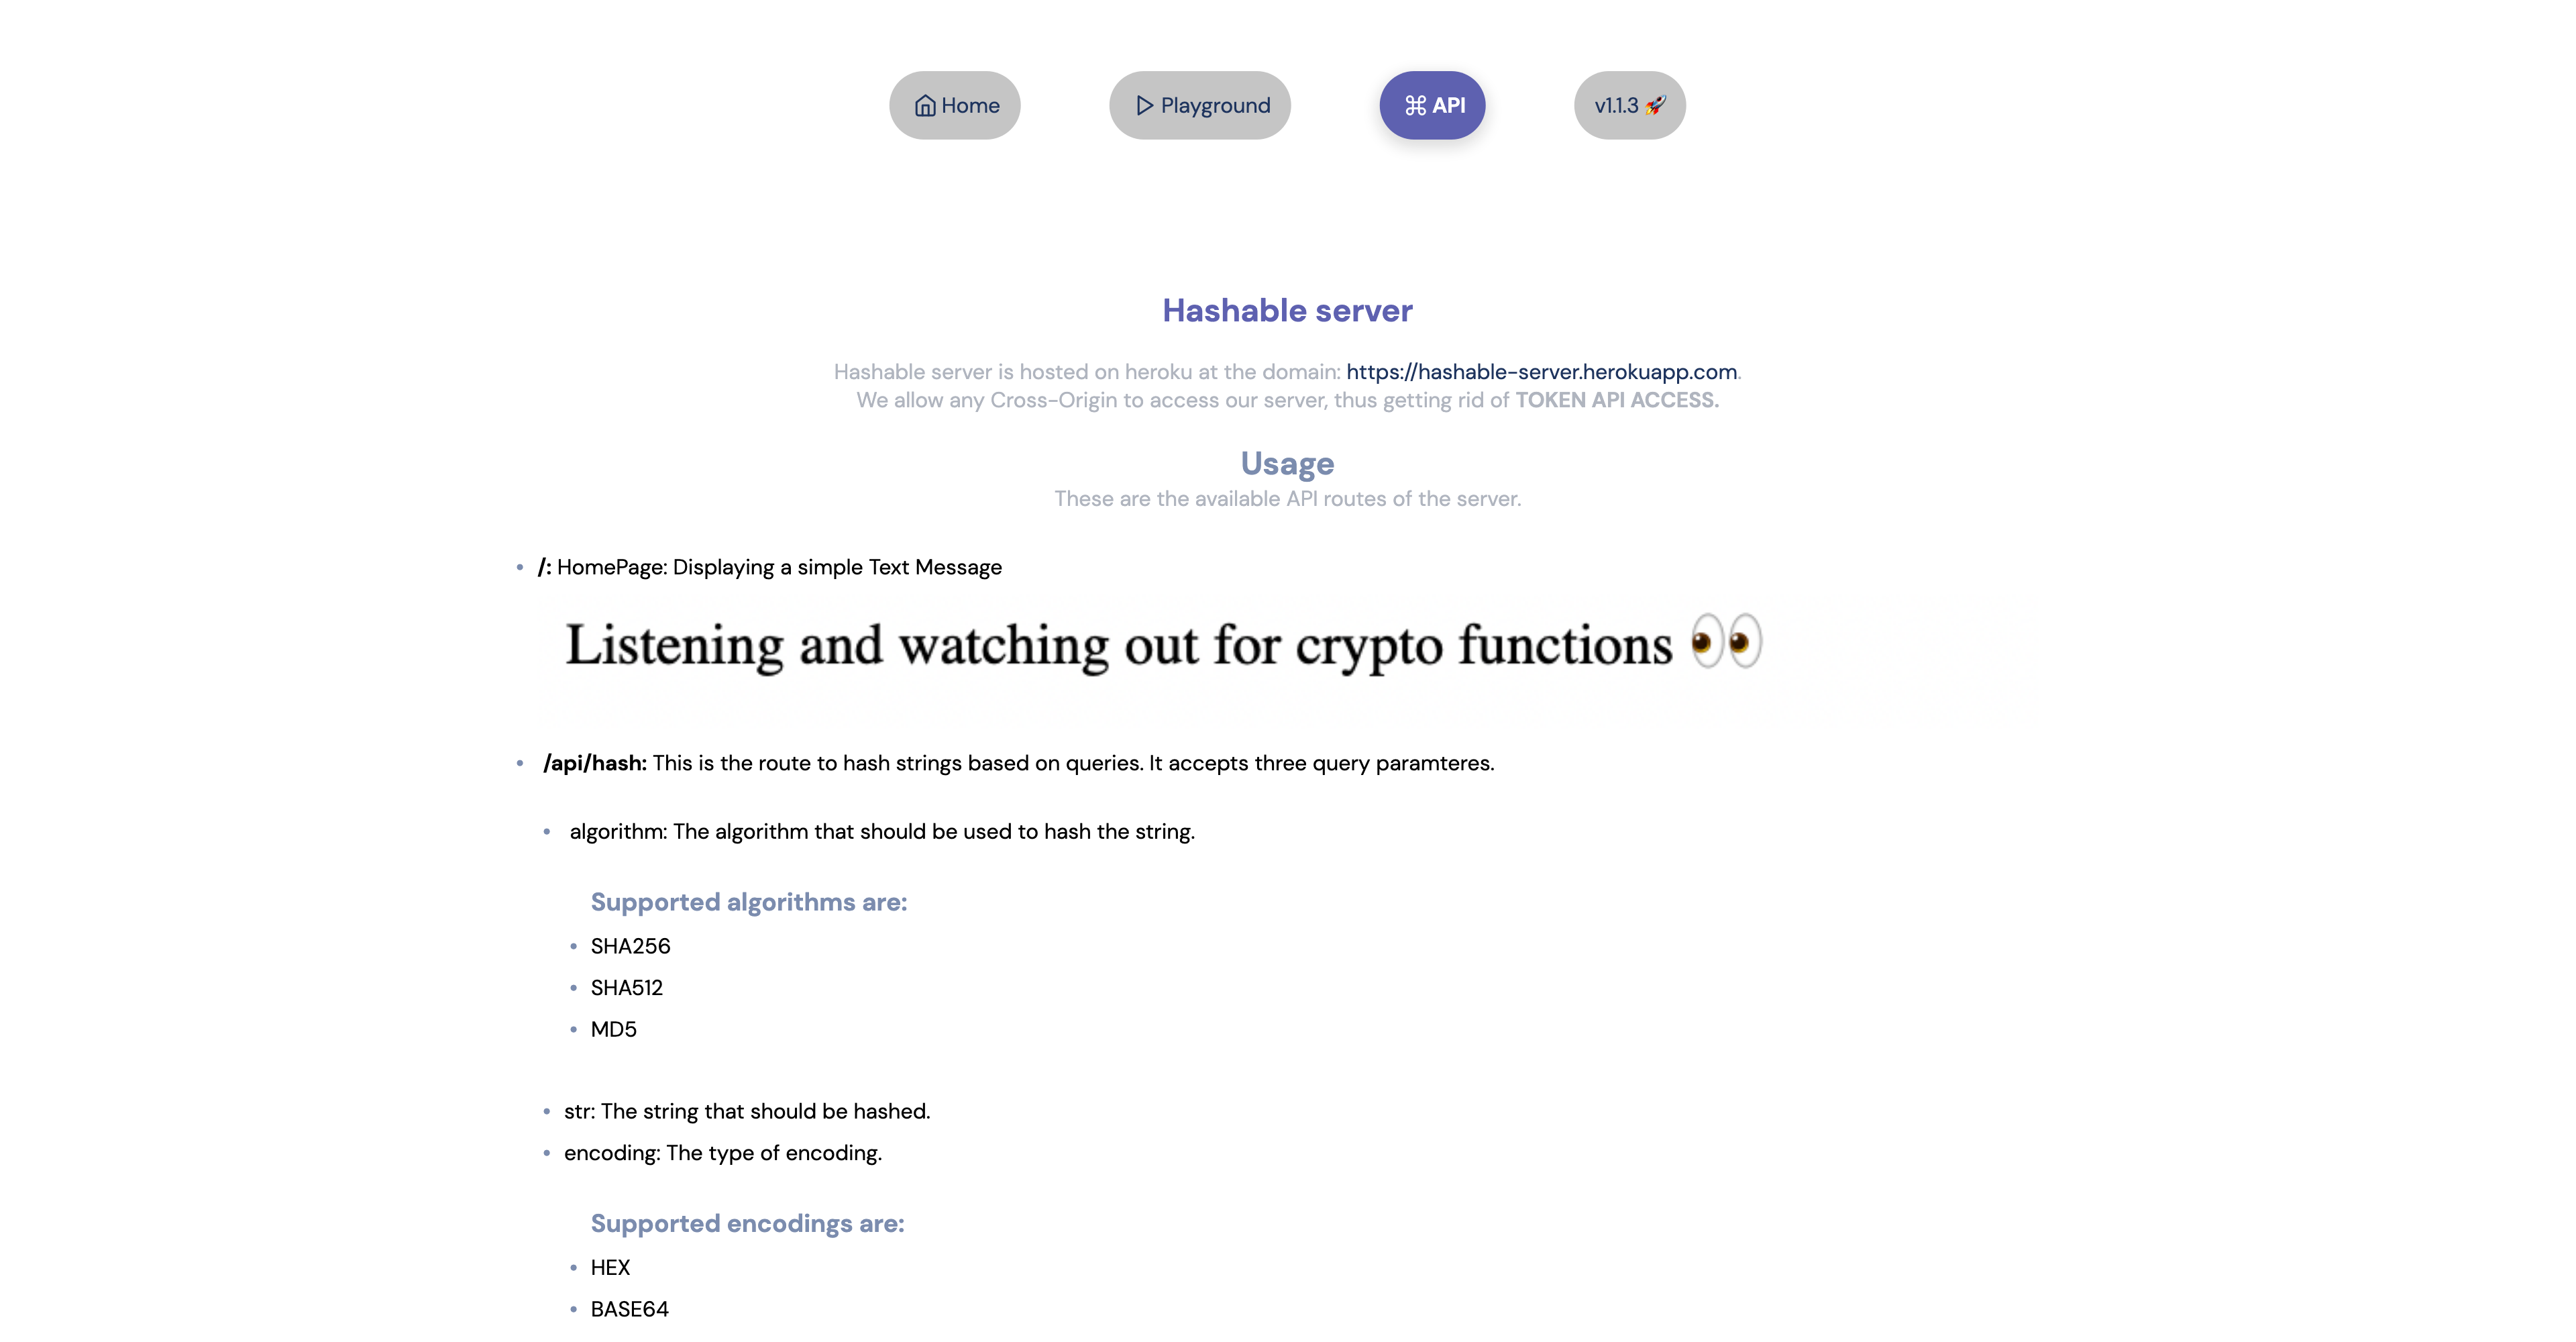 Home
Playground
⌘ API
v1.1.3 🚀
Hashable server
Hashable server is hosted on heroku at the domain: https://hashable-server.herokuapp.com.
We allow any Cross-Origin to access our server, thus getting rid of TOKEN API ACCESS.
Usage
These are the available API routes of the server.
• /: HomePage: Displaying a simple Text Message
Listening and watching out for crypto functions 👀
• /api/hash: This is the route to hash strings based on queries. It accepts three query paramteres.
• algorithm: The algorithm that should be used to hash the string.
Supported algorithms are:
• SHA256
• SHA512
• MD5
• str: The string that should be hashed.
• encoding: The type of encoding.
Supported encodings are:
• HEX
• BASE64